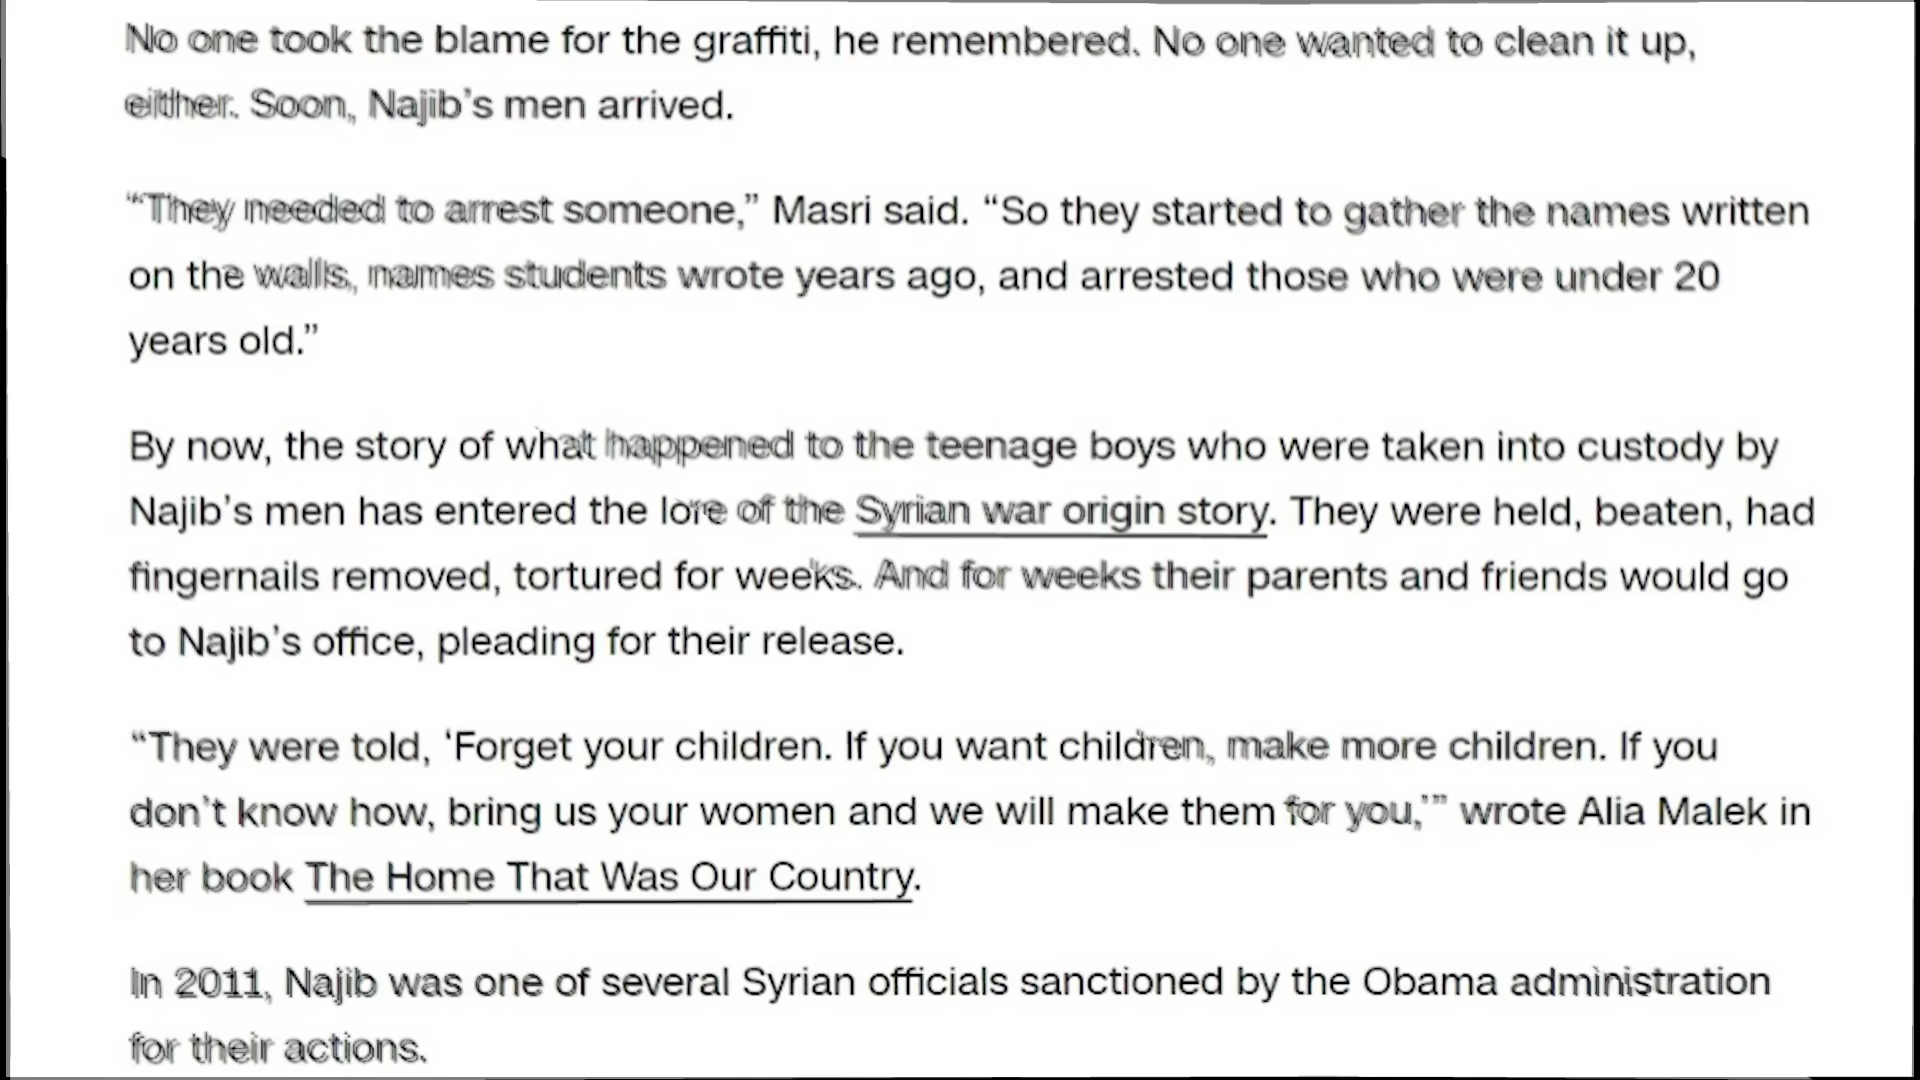 No one took the blame for the graffiti, he remembered. No one wanted to clean it up,
either. Soon, Najib’s men arrived.
“They needed to arrest someone,” Masri said. “So they started to gather the names written
on the walls, names students wrote years ago, and arrested those who were under 20
years old.”
By now, the story of what happened to the teenage boys who were taken into custody by
Najib’s men has entered the lore of the Syrian war origin story. They were held, beaten, had
fingernails removed, tortured for weeks. And for weeks their parents and friends would go
to Najib’s office, pleading for their release.
“They were told, ‘Forget your children. If you want children, make more children. If you
don’t know how, bring us your women and we will make them for you,’” wrote Alia Malek in
her book The Home That Was Our Country.
In 2011, Najib was one of several Syrian officials sanctioned by the Obama administration
for their actions.